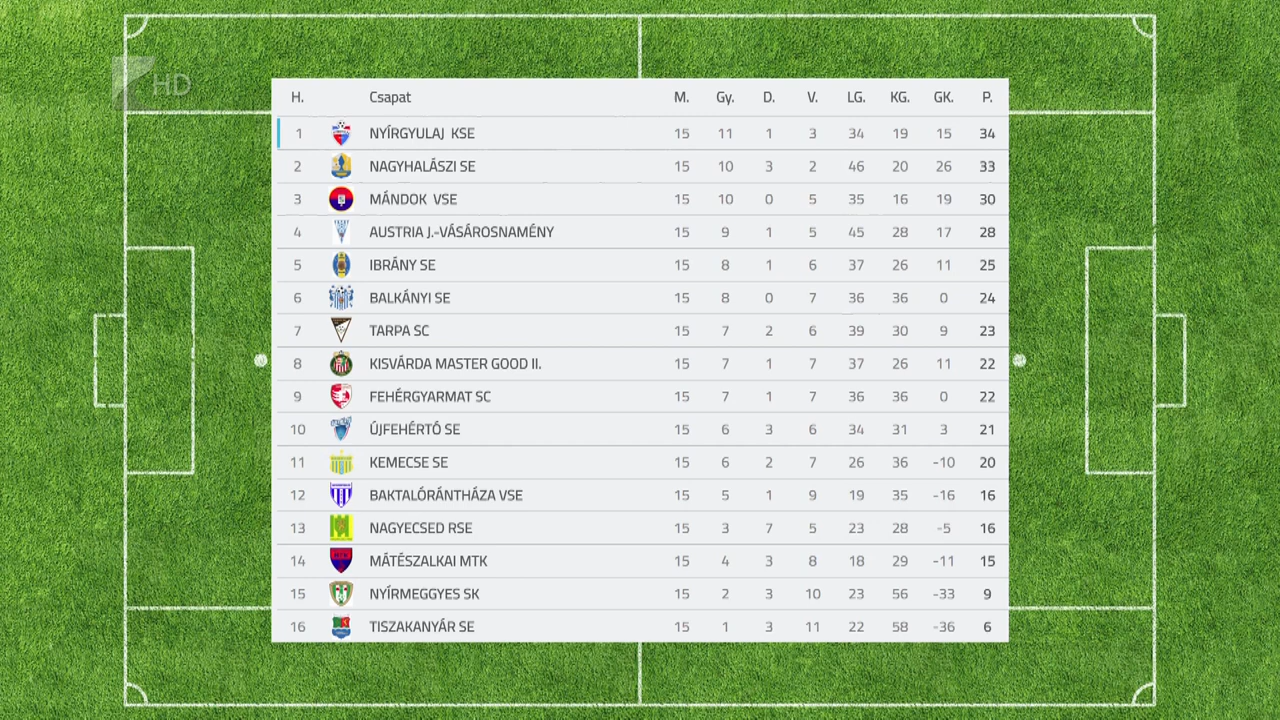 HD
H. Csapat M. Gy. D. V. LG. KG. GK. P.
1 NYÍRGYULAJ KSE 15 11 1 3 34 19 15 34
2 NAGYHALÁSZI SE 15 10 3 2 46 20 26 33
3 MÁNDOK VSE 15 10 0 5 35 16 19 30
4 AUSTRIA J.-VÁSÁROSNAMÉNY 15 9 1 5 45 28 17 28
5 IBRÁNY SE 15 8 1 6 37 26 11 25
6 BALKÁNYI SE 15 8 0 7 36 36 0 24
7 TARPA SC 15 7 2 6 39 30 9 23
8 KISVÁRDA MASTER GOOD II. 15 7 1 7 37 26 11 22
9 FEHÉRGYARMAT SC 15 7 1 7 36 36 0 22
10 ÚJFEHÉRTÓ SE 15 6 3 6 34 31 3 21
11 KEMECSE SE 15 6 2 7 26 36 -10 20
12 BAKTALÓRÁNTHÁZA VSE 15 5 1 9 19 35 -16 16
13 NAGYECSED RSE 15 3 7 5 23 28 -5 16
14 MÁTÉSZALKAI MTK 15 4 3 8 18 29 -11 15
15 NYÍRMEGGYES SK 15 2 3 10 23 56 -33 9
16 TISZAKANYÁR SE 15 1 3 11 22 58 -36 6